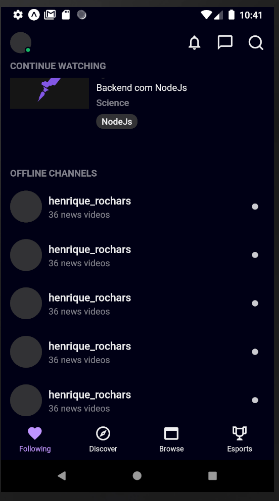 10:41
CONTINUE WATCHING
Backend com NodeJs
Science
NodeJs
OFFLINE CHANNELS
henrique_rochars
36 news videos
henrique_rochars
36 news videos
henrique_rochars
36 news videos
henrique_rochars
36 news videos
henrique_rochars
36 news videos
Following Discover Browse Esports